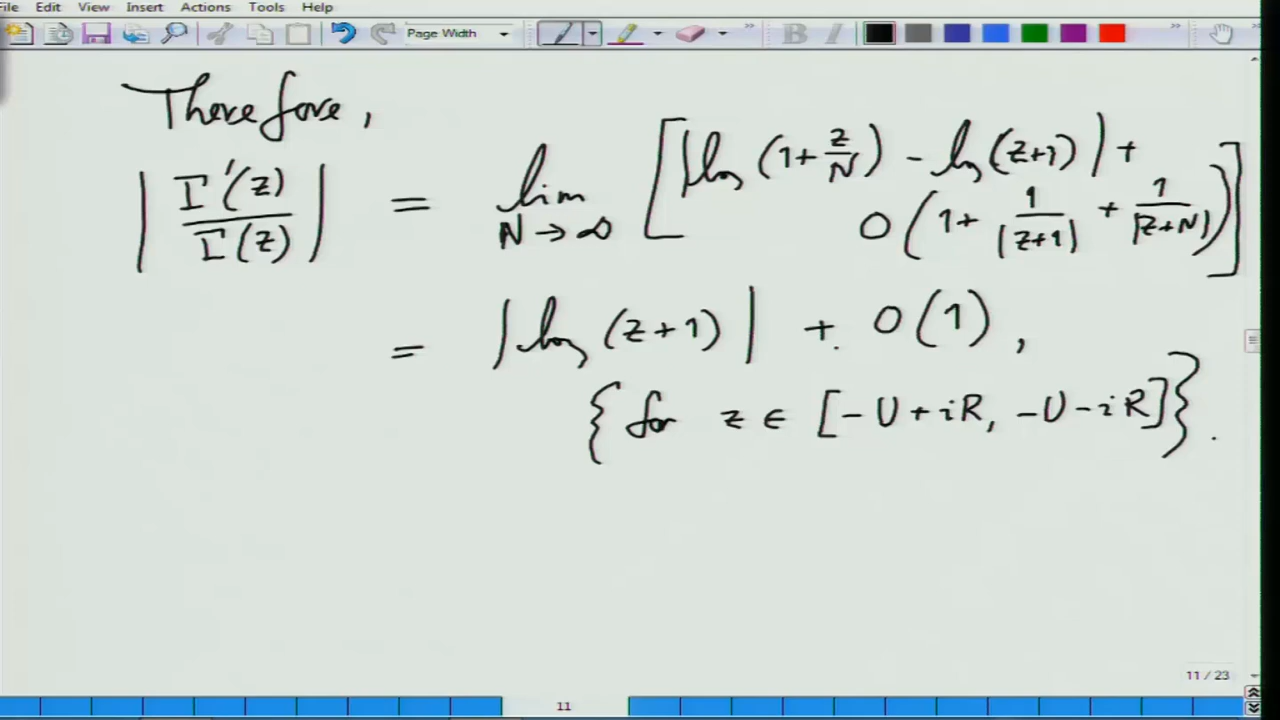 File Edit View Insert Actions Tools Help
Page Width
Therefore,
|Γ'(z)/Γ(z)| = lim N→∞ [|log(1+z/N) - log(z+1)| +
O(1+ 1/|z+1| + 1/|z+N|)]
= |log(z+1)| + O(1),
{for z ∈ [-U+iR, -U-iR]}.
11 / 23
11